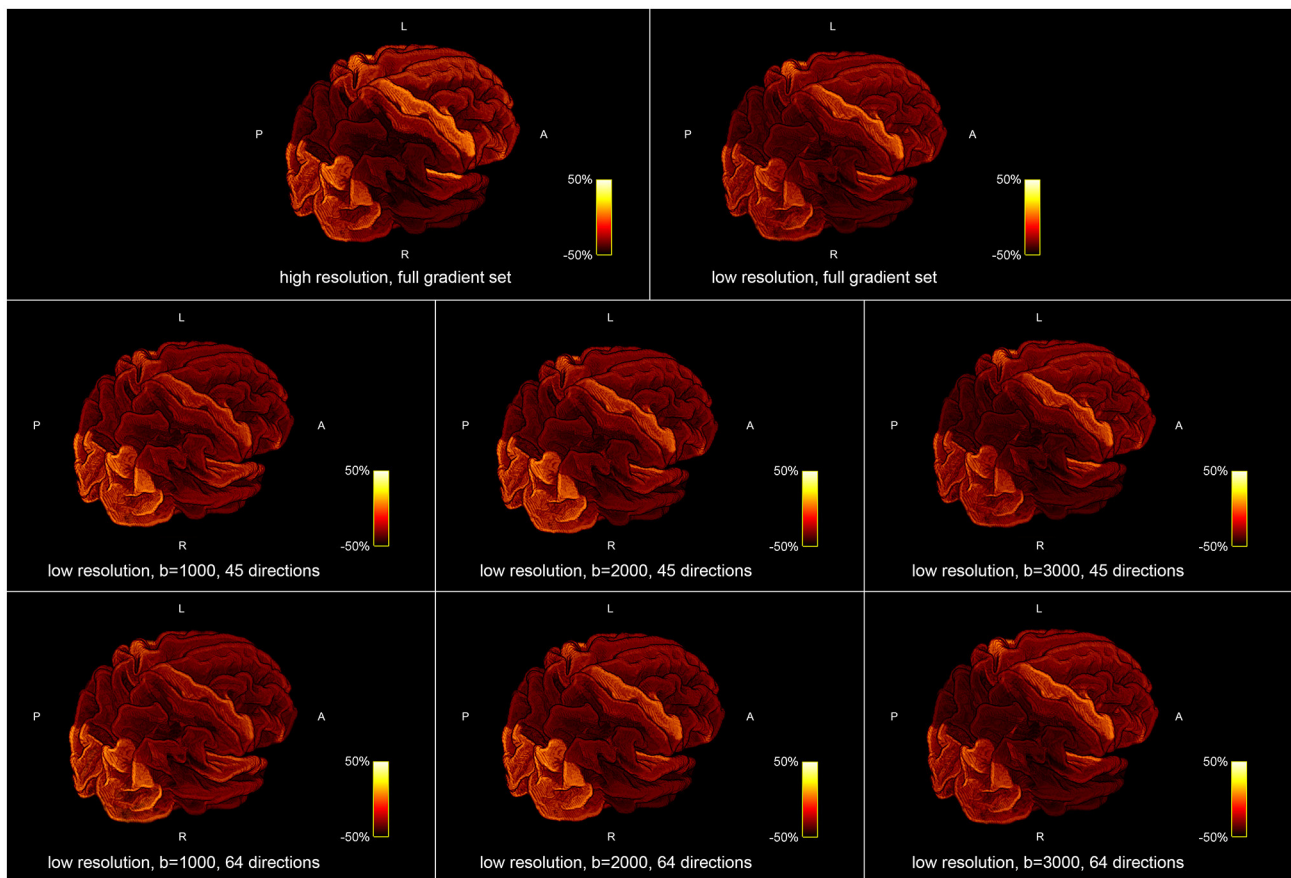 L
P
A
50%
-50%
R
high resolution, full gradient set
L
P
A
50%
-50%
R
low resolution, full gradient set
L
P
A
50%
-50%
R
low resolution, b=1000, 45 directions
L
P
A
50%
-50%
R
low resolution, b=2000, 45 directions
L
P
A
50%
-50%
R
low resolution, b=3000, 45 directions
L
P
A
50%
-50%
R
low resolution, b=1000, 64 directions
L
P
A
50%
-50%
R
low resolution, b=2000, 64 directions
L
P
A
50%
-50%
R
low resolution, b=3000, 64 directions